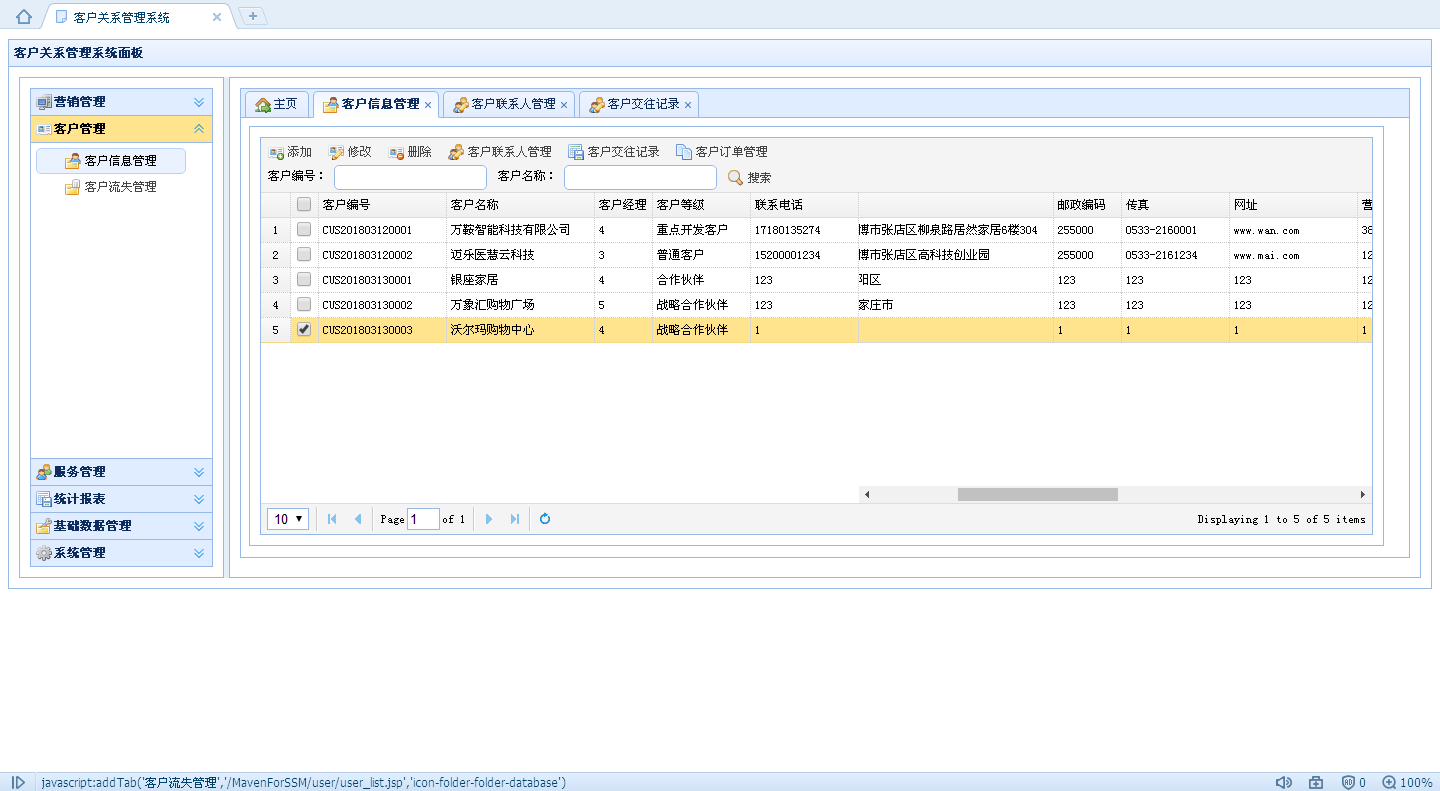 客户关系管理系统
客户关系管理系统面板
营销管理
客户管理
客户信息管理
客户流失管理
服务管理
统计报表
基础数据管理
系统管理
主页 客户信息管理 客户联系人管理 客户交往记录
添加 修改 删除 客户联系人管理 客户交往记录 客户订单管理
客户编号： 客户名称： 搜索
客户编号 客户名称 客户经理 客户等级 联系电话 邮政编码 传真 网址 营
1 CUS201803120001 万鞍智能科技有限公司 4 重点开发客户 17180135274 博市张店区柳泉路居然家居6楼304 255000 0533-2160001 www.wan.com 38
2 CUS201803120002 迈乐医慧云科技 3 普通客户 15200001234 博市张店区高科技创业园 255000 0533-2161234 www.mai.com 12
3 CUS201803130001 银座家居 4 合作伙伴 123 阳区 123 123 123 12
4 CUS201803130002 万象汇购物广场 5 战略合作伙伴 123 家庄市 123 123 123 12
5 CUS201803130003 沃尔玛购物中心 4 战略合作伙伴 1 1 1 1 1
10 Page 1 of 1 Displaying 1 to 5 of 5 items
javascript:addTab('客户流失管理','/MavenForSSM/user/user_list.jsp','icon-folder-folder-database') 0 100%